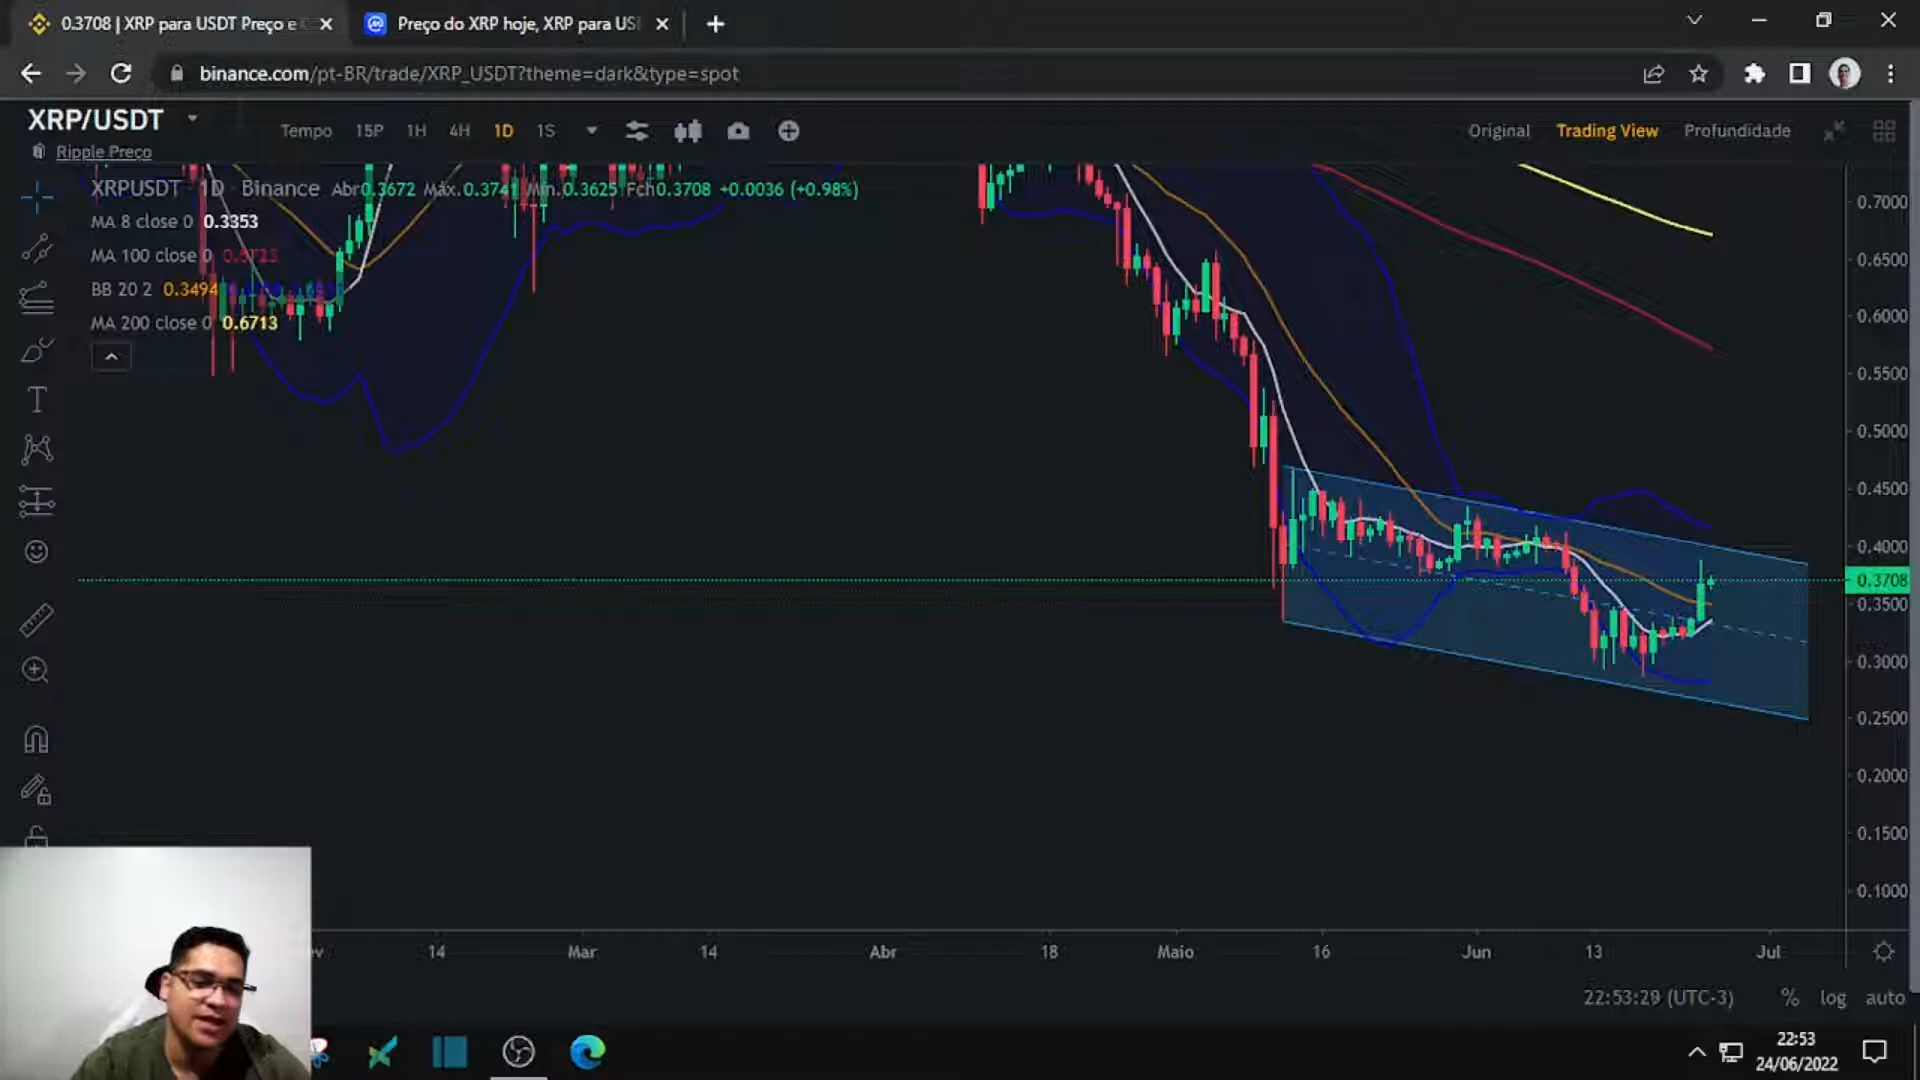 0.3708 | XRP para USDT Preço e
Preço do XRP hoje, XRP para US
binance.com/pt-BR/trade/XRP_USDT?theme=dark&type=spot
XRP/USDT
Ripple Preço
Tempo 15P 1H 4H 1D 1S
Original Trading View Profundidade
XRPUSDT · 1D · Binance Abr0.3672 Máx.0.3741 Mín.0.3625 Fch0.3708 +0.0036 (+0.98%)
MA 8 close 0 0.3353
MA 100 close 0
BB 20 2 0.3494
MA 200 close 0 0.6713
0.7000
0.6500
0.6000
0.5500
0.5000
0.4500
0.4000
0.3708
0.3500
0.3000
0.2500
0.2000
0.1500
0.1000
14 Mar 14 Abr 18 Maio 16 Jun 13 Jul
22:53:29 (UTC-3) % log auto
22:53
24/06/2022